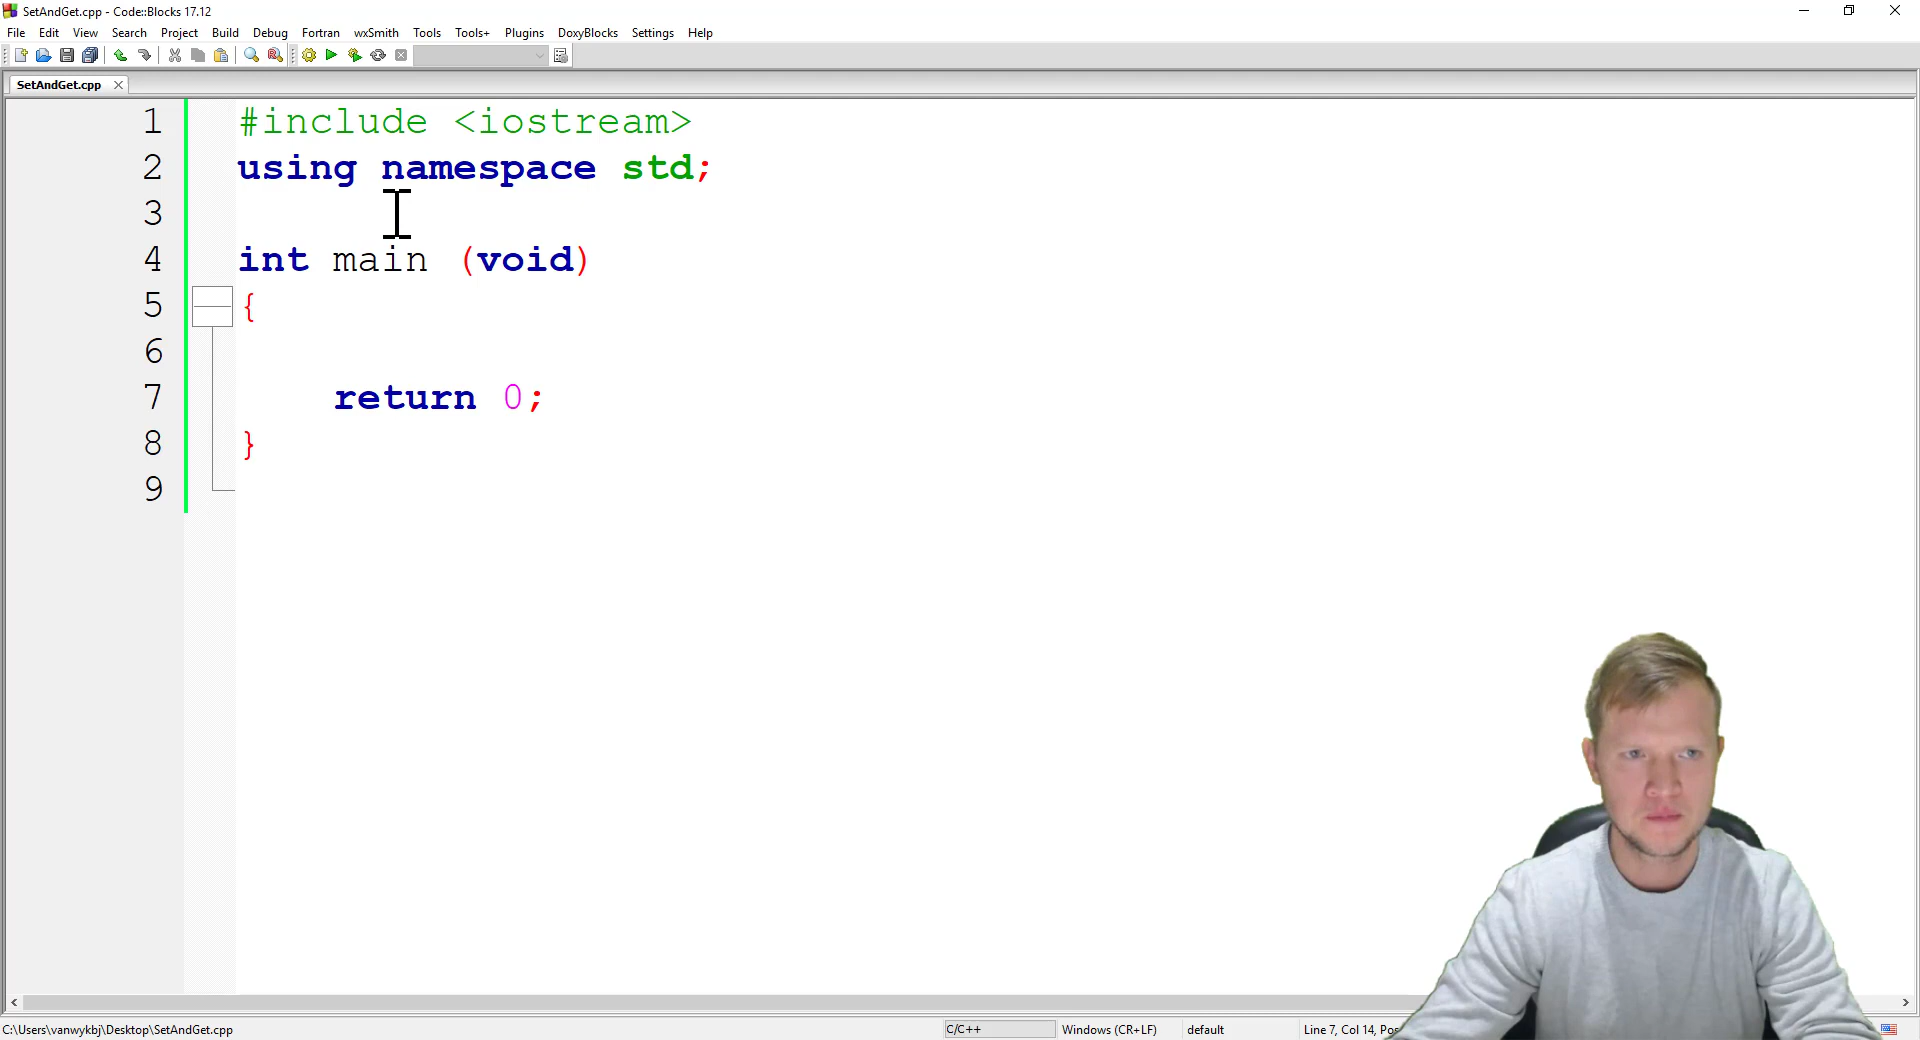 SetAndGet.cpp - Code::Blocks 17.12
File Edit View Search Project Build Debug Fortran wxSmith Tools Tools+ Plugins DoxyBlocks Settings Help
SetAndGet.cpp
1 #include <iostream>
2 using namespace std;
3
4 int main (void)
5 {
6
7 return 0;
8 }
9
C:\Users\vanwykbj\Desktop\SetAndGet.cpp C/C++ Windows (CR+LF) default Line 7, Col 14, Pos